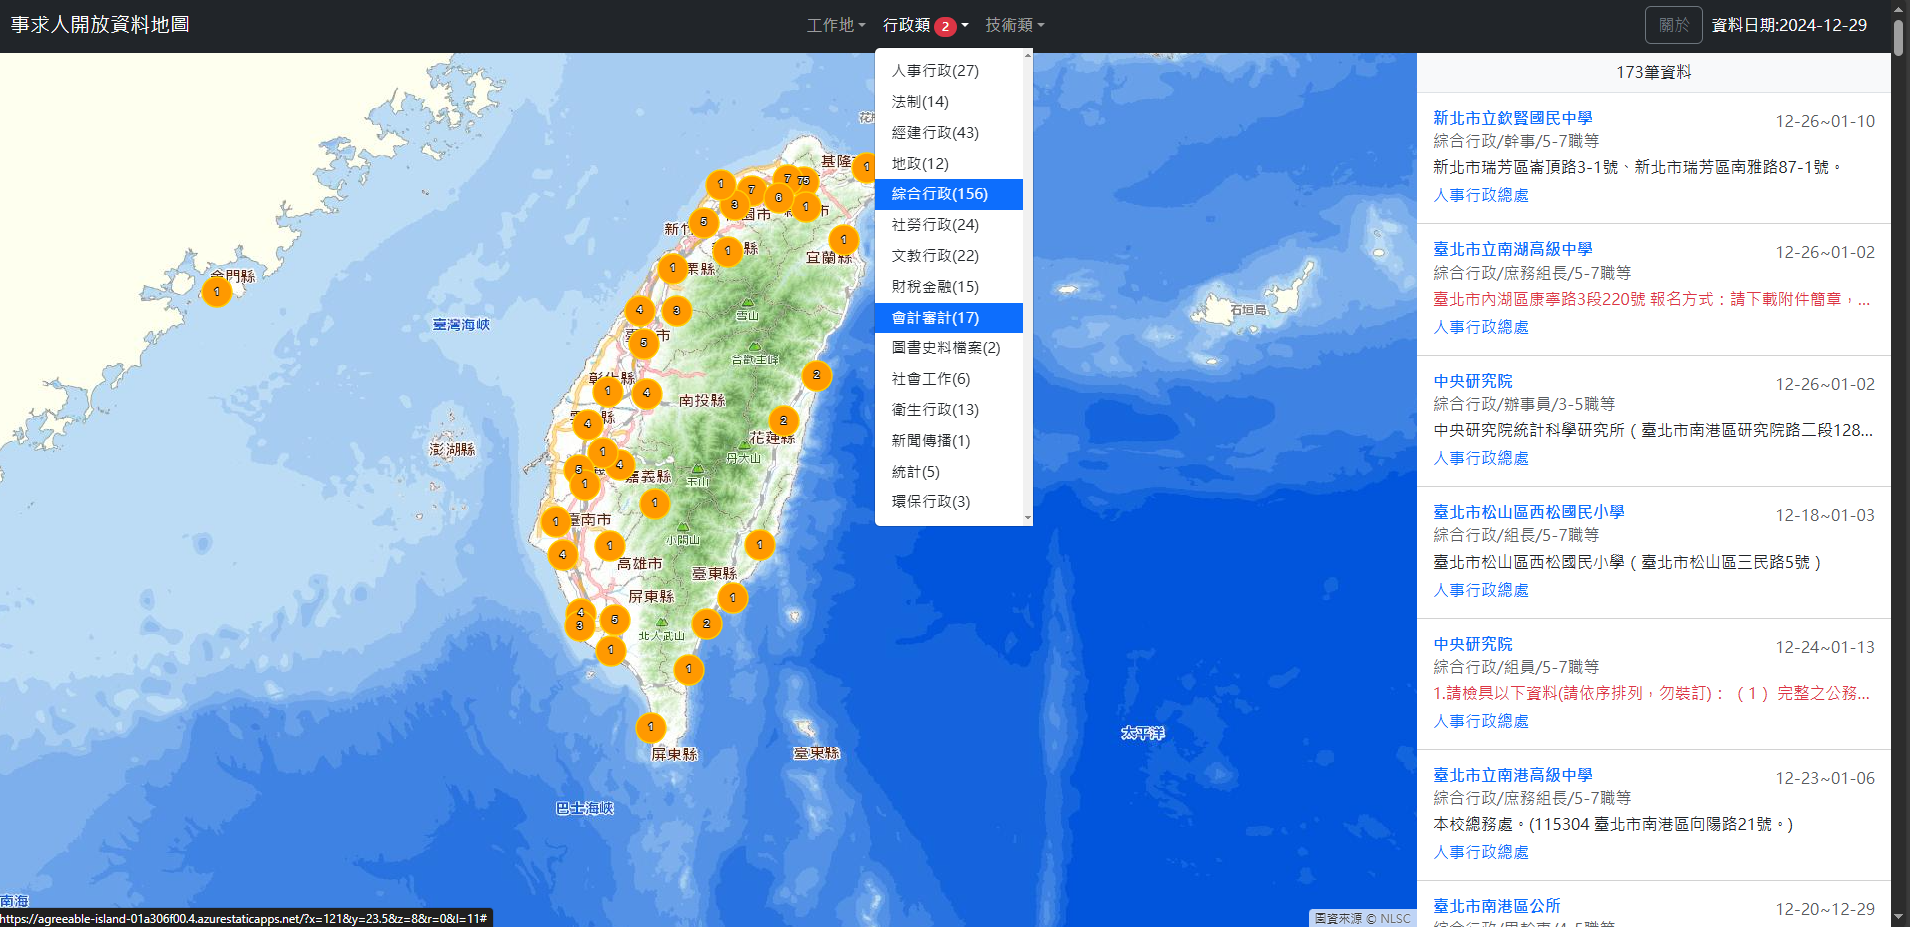 事求人開放資料地圖
工作地
行政類 2
技術類
關於
資料日期:2024-12-29
人事行政(27)
法制(14)
經建行政(43)
地政(12)
綜合行政(156)
社勞行政(24)
文教行政(22)
財稅金融(15)
會計審計(17)
圖書史料檔案(2)
社會工作(6)
衛生行政(13)
新聞傳播(1)
統計(5)
環保行政(3)
173筆資料
新北市立欽賢國民中學
12-26~01-10
綜合行政/幹事/5-7職等
新北市瑞芳區崙頂路3-1號、新北市瑞芳區南雅路87-1號。
人事行政總處
臺北市立南湖高級中學
12-26~01-02
綜合行政/庶務組長/5-7職等
臺北市內湖區康寧路3段220號 報名方式：請下載附件簡章，...
人事行政總處
中央研究院
12-26~01-02
綜合行政/辦事員/3-5職等
中央研究院統計科學研究所（臺北市南港區研究院路二段128...
人事行政總處
臺北市松山區西松國民小學
12-18~01-03
綜合行政/組長/5-7職等
臺北市松山區西松國民小學（臺北市松山區三民路5號）
人事行政總處
中央研究院
12-24~01-13
綜合行政/組員/5-7職等
1.請檢具以下資料(請依序排列，勿裝訂)：（1）完整之公務...
人事行政總處
臺北市立南港高級中學
12-23~01-06
綜合行政/庶務組長/5-7職等
本校總務處。(115304 臺北市南港區向陽路21號。)
人事行政總處
臺北市南港區公所
12-20~12-29
基隆
1
7
75
1
7
6
3
1
園市
市
5
新竹
1
縣
1
宜蘭縣
1
栗縣
金門縣
1
4
3
雪山
石垣島
臺灣海峽
市
5
合歡主峰
2
彰化縣
1
4
南投縣
縣
4
2
花蓮縣
澎湖縣
1
丹大山
5
4
玉山
嘉義縣
1
1
1
臺南市
小關山
4
1
1
高雄市
臺東縣
屏東縣
1
4
3
5
2
北大武山
1
1
1
太平洋
屏東縣
臺東縣
巴士海峽
南海
https://agreeable-island-01a306f00.4.azurestaticapps.net/?x=121&y=23.5&z=8&r=0&l=11#
圖資來源 © NLSC